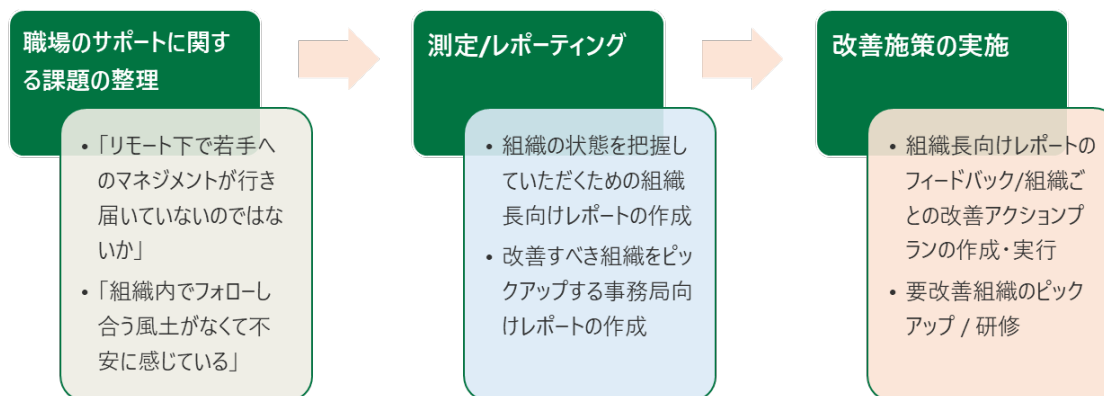 職場のサポートに関す
る課題の整理
• 「リモート下で若手へ
のマネジメントが行き
届いていないのではな
いか」
• 「組織内でフォローし
合う風土がなくて不
安に感じている」
測定/レポーティング
• 組織の状態を把握し
ていただくための組織
長向けレポートの作成
• 改善すべき組織をピッ
クアップする事務局向
けレポートの作成
改善施策の実施
• 組織長向けレポートの
フィードバック/組織ご
との改善アクションプ
ランの作成・実行
• 要改善組織のピック
アップ / 研修